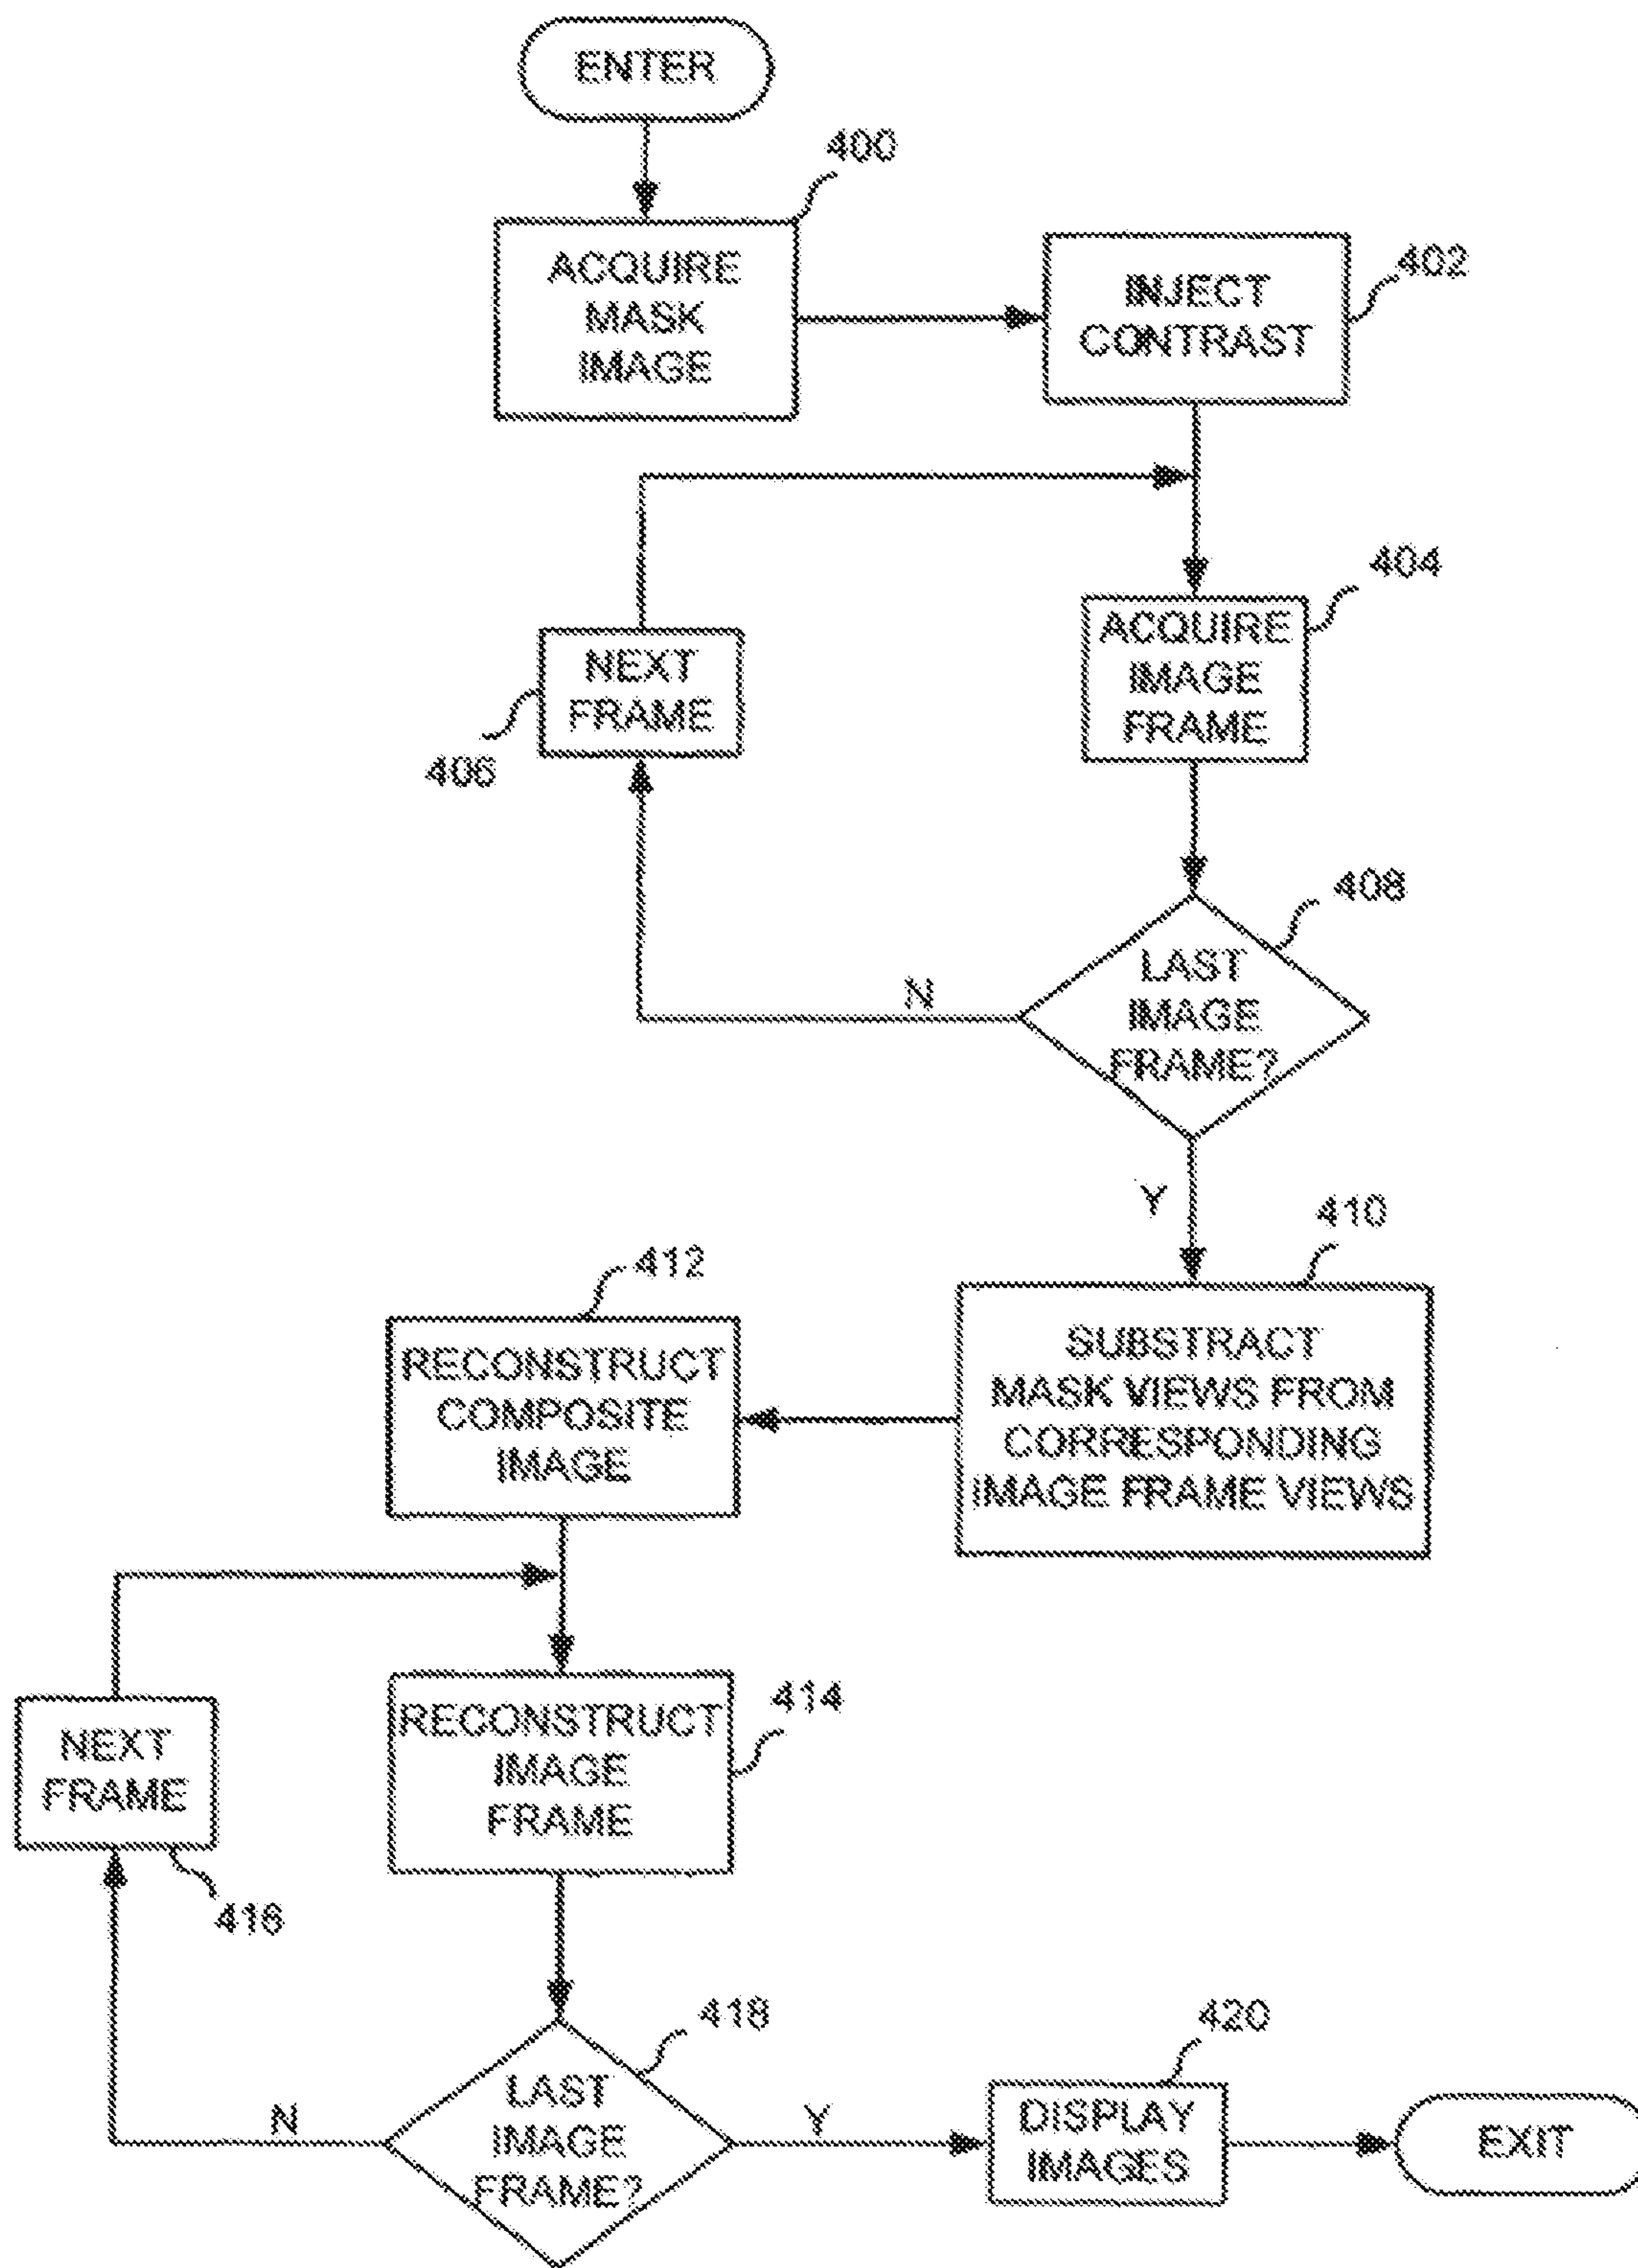 ENTER
400
ACQUIRE
MASK
IMAGE
402
INJECT
CONTRAST
404
ACQUIRE
IMAGE
FRAME
NEXT
FRAME
406
408
LAST
IMAGE
FRAME?
N
Y
410
SUBSTRACT
MASK VIEWS FROM
CORRESPONDING
IMAGE FRAME VIEWS
412
RECONSTRUCT
COMPOSITE
IMAGE
414
RECONSTRUCT
IMAGE
FRAME
NEXT
FRAME
416
418
LAST
IMAGE
FRAME?
N
Y
420
DISPLAY
IMAGES
EXIT